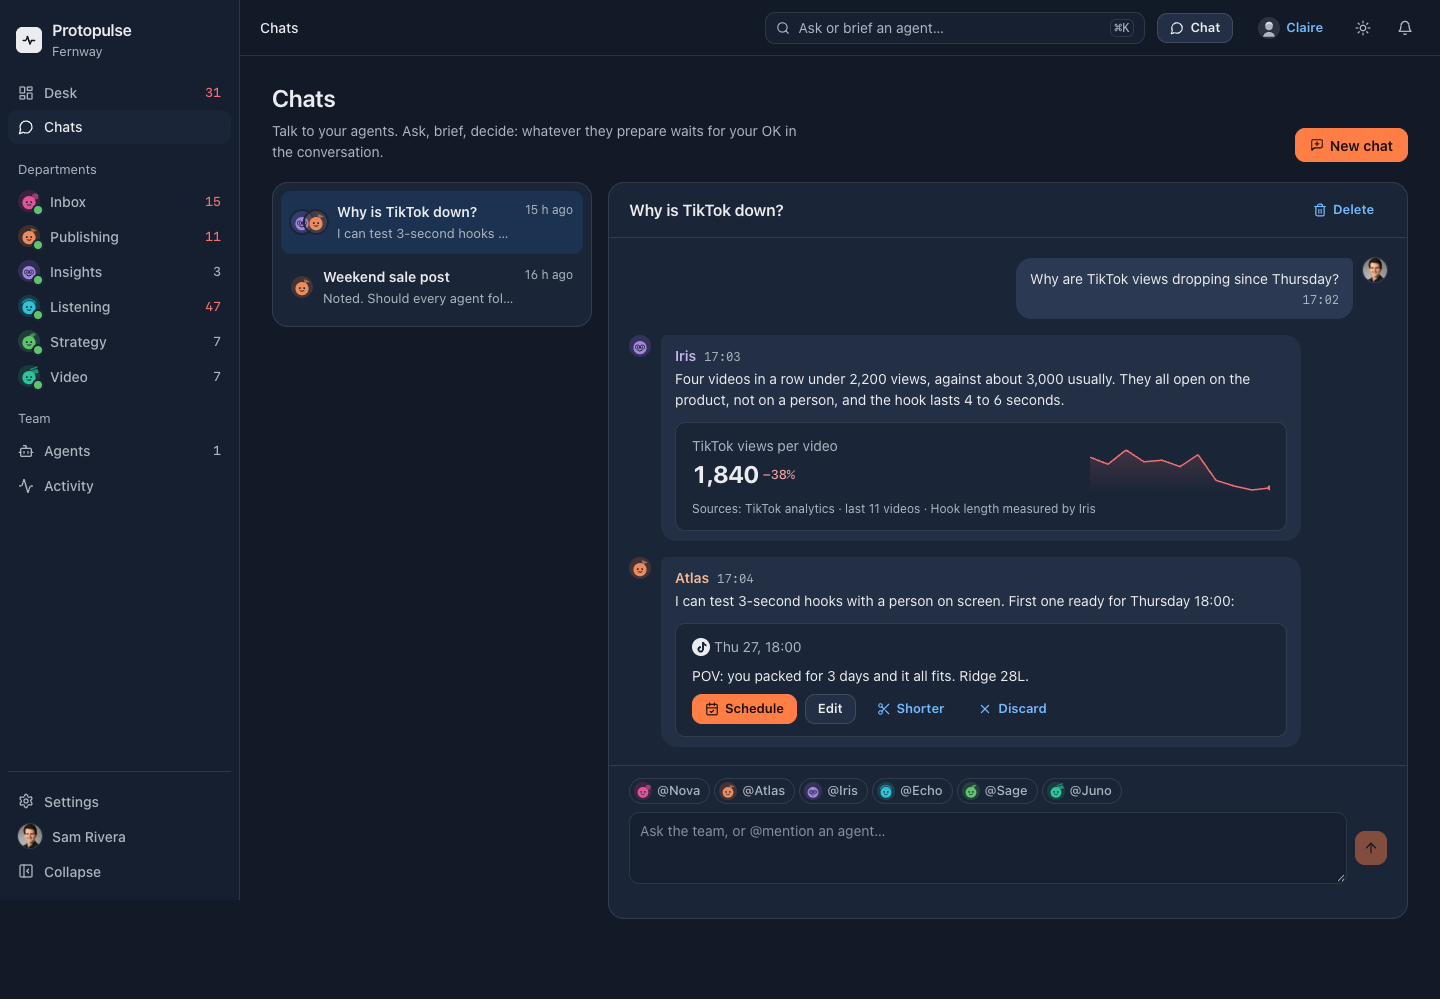 Protopulse
Fernway
Desk 31
Chats
Departments
Inbox 15
Publishing 11
Insights 3
Listening 47
Strategy 7
Video 7
Team
Agents 1
Activity
Settings
Sam Rivera
Collapse
Chats
Ask or brief an agent… ⌘K
Chat
Claire
Chats
Talk to your agents. Ask, brief, decide: whatever they prepare waits for your OK in
the conversation.
New chat
Why is TikTok down? 15 h ago
I can test 3-second hooks …
Weekend sale post 16 h ago
Noted. Should every agent fol…
Why is TikTok down?
Delete
Why are TikTok views dropping since Thursday?
17:02
Iris 17:03
Four videos in a row under 2,200 views, against about 3,000 usually. They all open on the
product, not on a person, and the hook lasts 4 to 6 seconds.
TikTok views per video
1,840 −38%
Sources: TikTok analytics · last 11 videos · Hook length measured by Iris
Atlas 17:04
I can test 3-second hooks with a person on screen. First one ready for Thursday 18:00:
Thu 27, 18:00
POV: you packed for 3 days and it all fits. Ridge 28L.
Schedule Edit Shorter Discard
@Nova @Atlas @Iris @Echo @Sage @Juno
Ask the team, or @mention an agent…